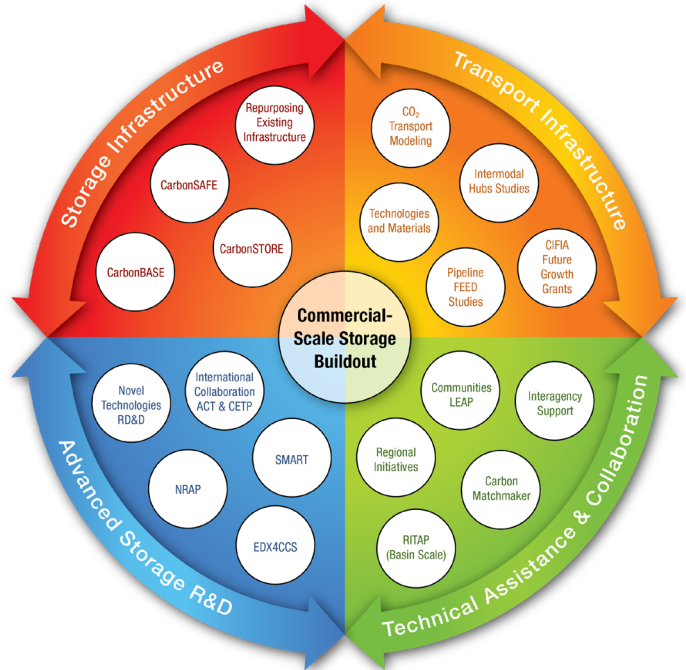 Storage Infrastructure
Repurposing
Existing
Infrastructure
CarbonSAFE
CarbonSTORE
CarbonBASE
Transport Infrastructure
CO₂
Transport
Modeling
Intermodal
Hubs Studies
Technologies
and Materials
CIFIA
Future
Growth
Grants
Pipeline
FEED
Studies
Commercial-
Scale Storage
Buildout
Advanced Storage R&D
Novel
Technologies
RD&D
International
Collaboration
ACT & CETP
SMART
NRAP
EDX4CCS
Technical Assistance & Collaboration
Communities
LEAP
Interagency
Support
Regional
Initiatives
Carbon
Matchmaker
RITAP
(Basin Scale)